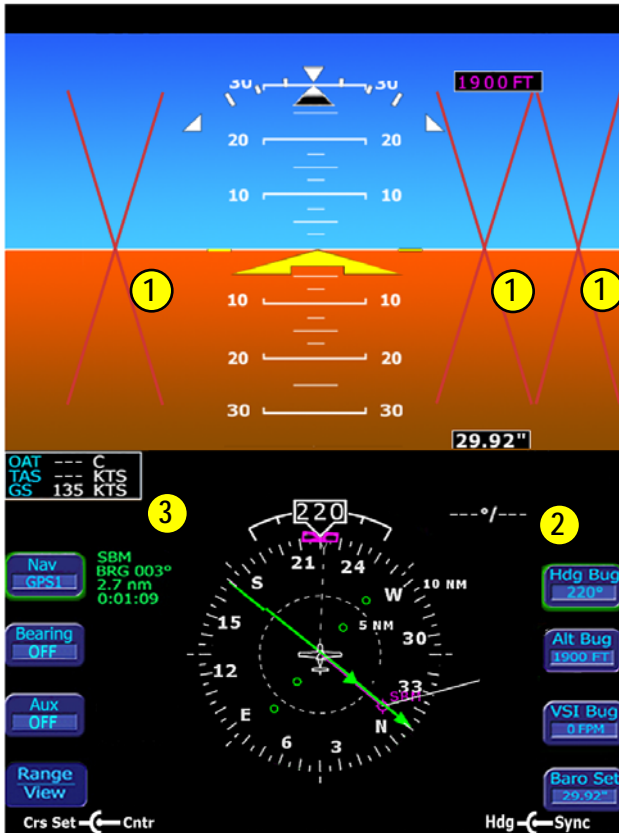 30 30
1900 FT
20 20
10 10
1 1 1
10 10
20 20
30 30
29.92"
OAT --- C
TAS --- KTS
GS 135 KTS
3
220
---°/---
2
Nav
GPS1
SBM
BRG 003°
2.7 nm
0:01:09
21 24
S W
10 NM
Hdg Bug
220°
15
5 NM
Bearing
OFF
12
30
Alt Bug
1900 FT
Aux
OFF
33
SBM
E N
VSI Bug
0 FPM
6 3
Range
View
Baro Set
29.92"
Crs Set Cntr
Hdg Sync